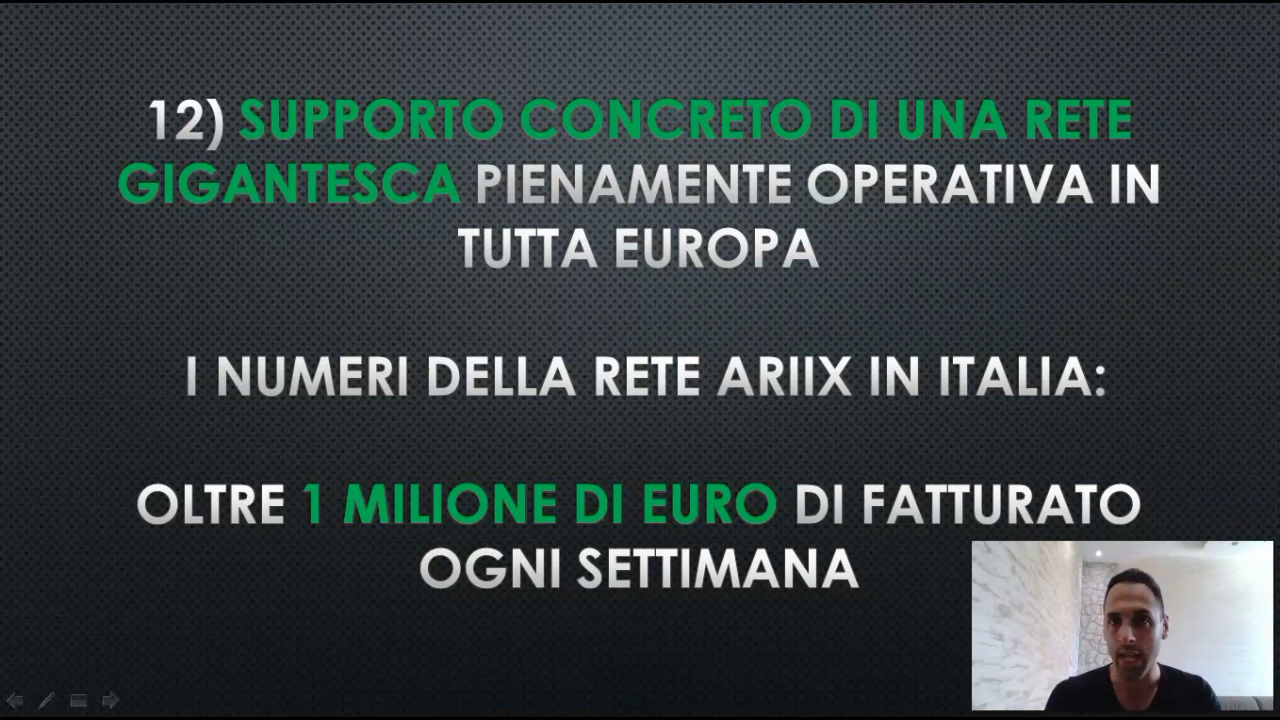 12) SUPPORTO CONCRETO DI UNA RETE
GIGANTESCA PIENAMENTE OPERATIVA IN
TUTTA EUROPA
I NUMERI DELLA RETE ARIIX IN ITALIA:
OLTRE 1 MILIONE DI EURO DI FATTURATO
OGNI SETTIMANA